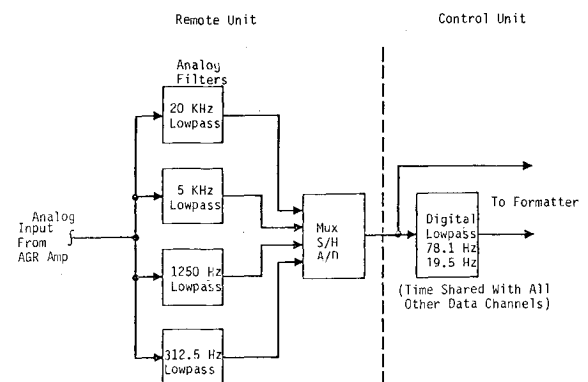 Remote Unit
Control Unit
Analog
Filters
20 KHz
Lowpass
5 KHz
Lowpass
1250 Hz
Lowpass
312.5 Hz
Lowpass
Analog
Input
From
AGR Amp
Mux
S/H
A/D
To Formatter
Digital
Lowpass
78.1 Hz
19.5 Hz
(Time Shared With All
Other Data Channels)